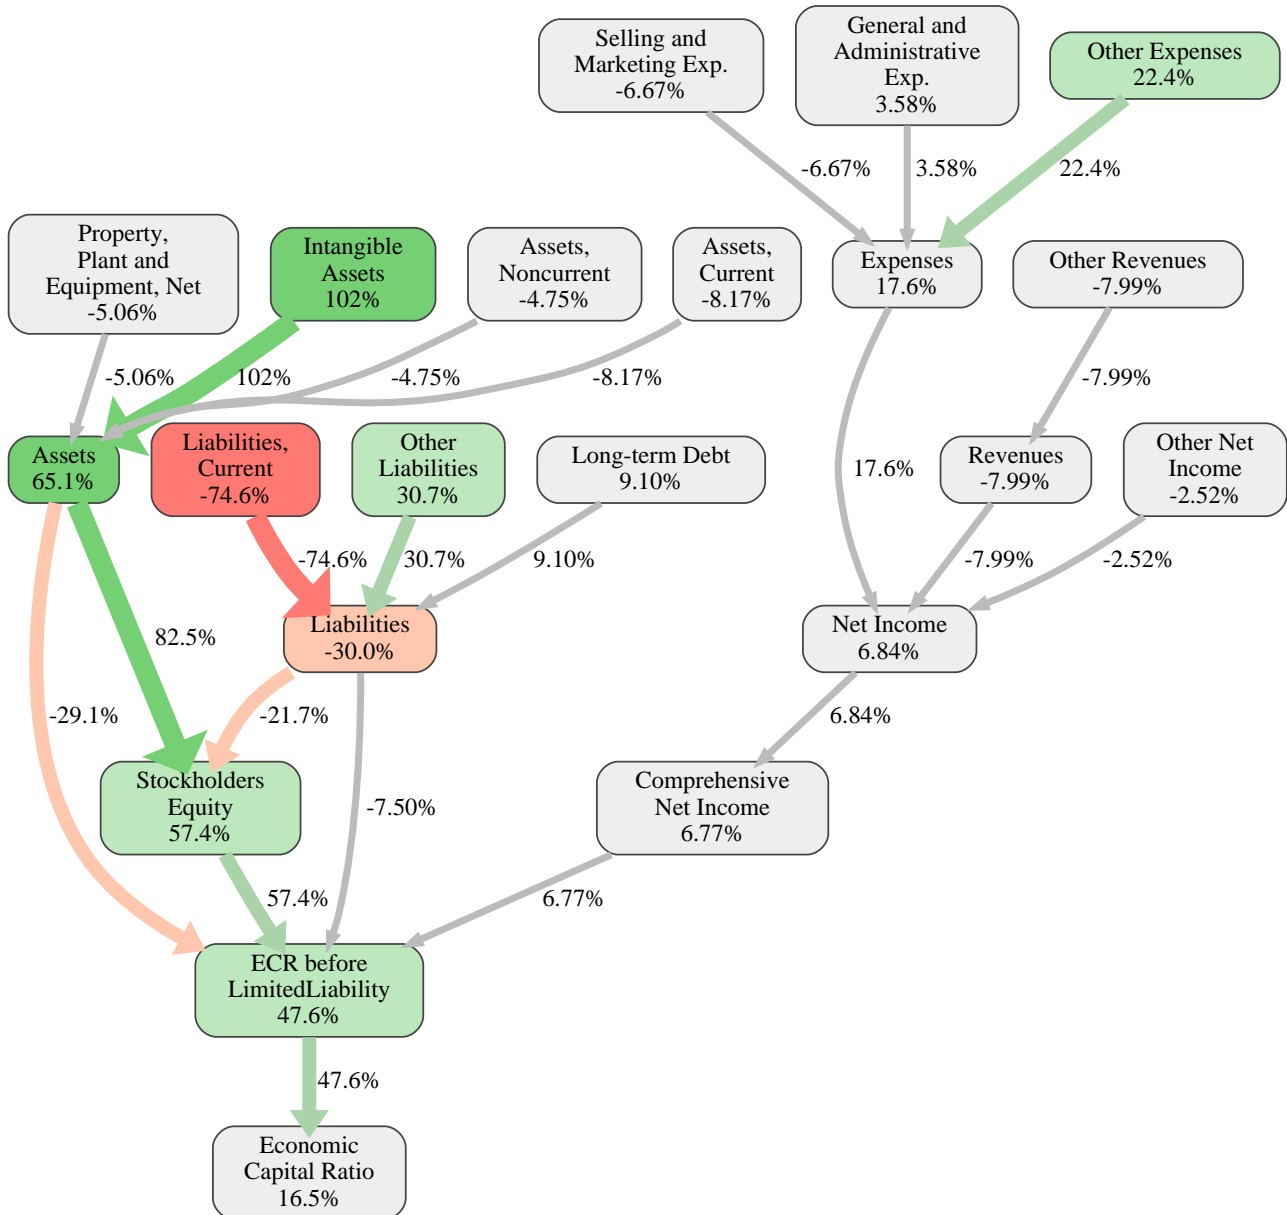 Selling and
Marketing Exp.
-6.67%
General and
Administrative
Exp.
3.58%
Other Expenses
22.4%
-6.67%
3.58%
22.4%
Property,
Plant and
Equipment, Net
-5.06%
Intangible
Assets
102%
Assets,
Noncurrent
-4.75%
Assets,
Current
-8.17%
Expenses
17.6%
Other Revenues
-7.99%
-5.06%
102%
-4.75%
-8.17%
-7.99%
Assets
65.1%
Liabilities,
Current
-74.6%
Other
Liabilities
30.7%
Long-term Debt
9.10%
17.6%
Revenues
-7.99%
Other Net
Income
-2.52%
-74.6%
30.7%
9.10%
-7.99%
-2.52%
82.5%
Liabilities
-30.0%
Net Income
6.84%
-29.1%
-21.7%
6.84%
Stockholders
Equity
57.4%
-7.50%
Comprehensive
Net Income
6.77%
57.4%
6.77%
ECR before
LimitedLiability
47.6%
47.6%
Economic
Capital Ratio
16.5%